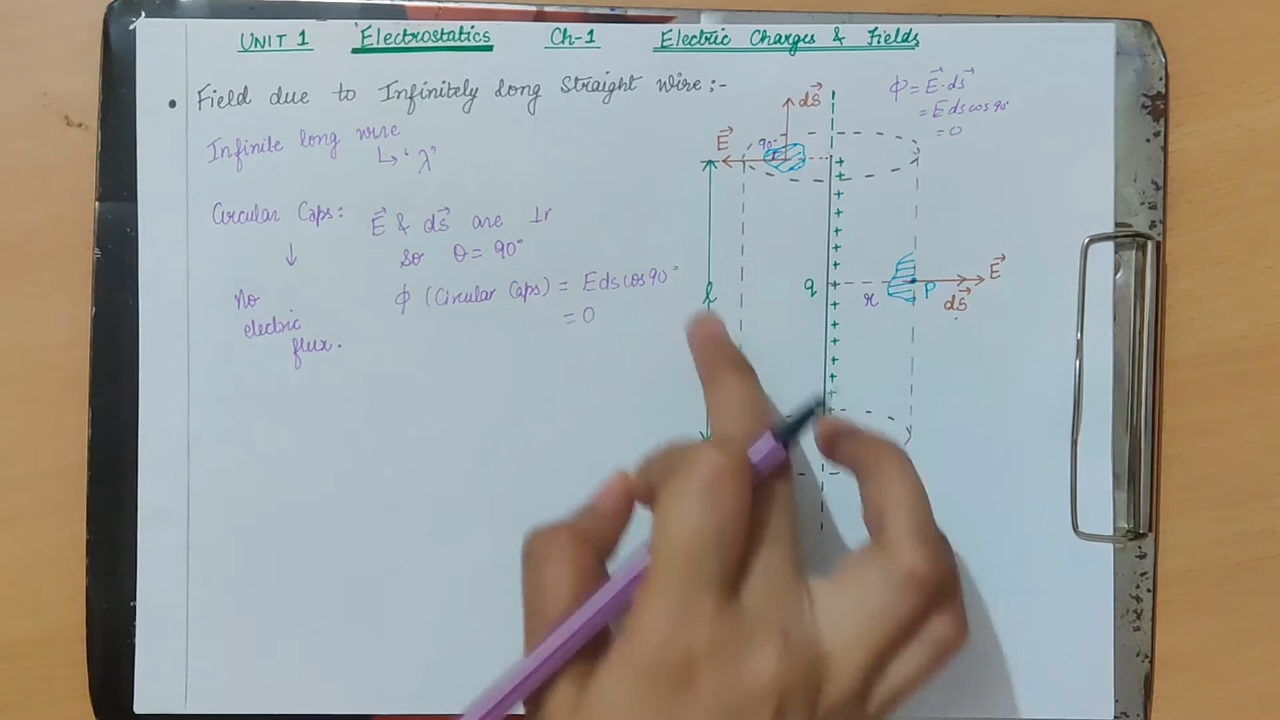 UNIT 1 Electrostatics Ch-1 Electric Charges & Fields
• Field due to Infinitely long Straight wire :-
Infinite long wire
↳ 'λ'
Circular Caps: E⃗ & ds⃗ are ⊥r
↓ so θ = 90°
No electric flux.
ϕ (Circular Caps) = E ds cos 90°
= 0
ϕ = E⃗ · ds⃗
= E ds cos 90°
= 0
ds⃗
E⃗
90°
l
q
r
P
E⃗
ds⃗
+
+
+
+
+
+
+
+
+
+
+
+
+
+